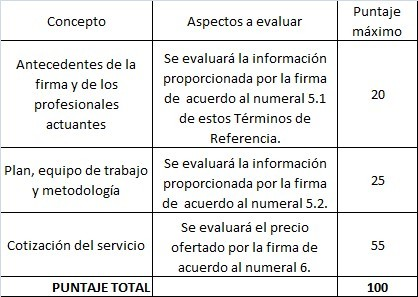 Concepto
Aspectos a evaluar
Puntaje
máximo
Antecedentes de la
firma y de los
profesionales
actuantes
Se evaluará la información
proporcionada por la firma
de acuerdo al numeral 5.1
de estos Términos de
Referencia.
20
Plan, equipo de trabajo
y metodología
Se evaluará la información
proporcionada por la firma
de acuerdo al numeral 5.2.
25
Cotización del servicio
Se evaluará el precio
ofertado por la firma de
acuerdo al numeral 6.
55
PUNTAJE TOTAL
100